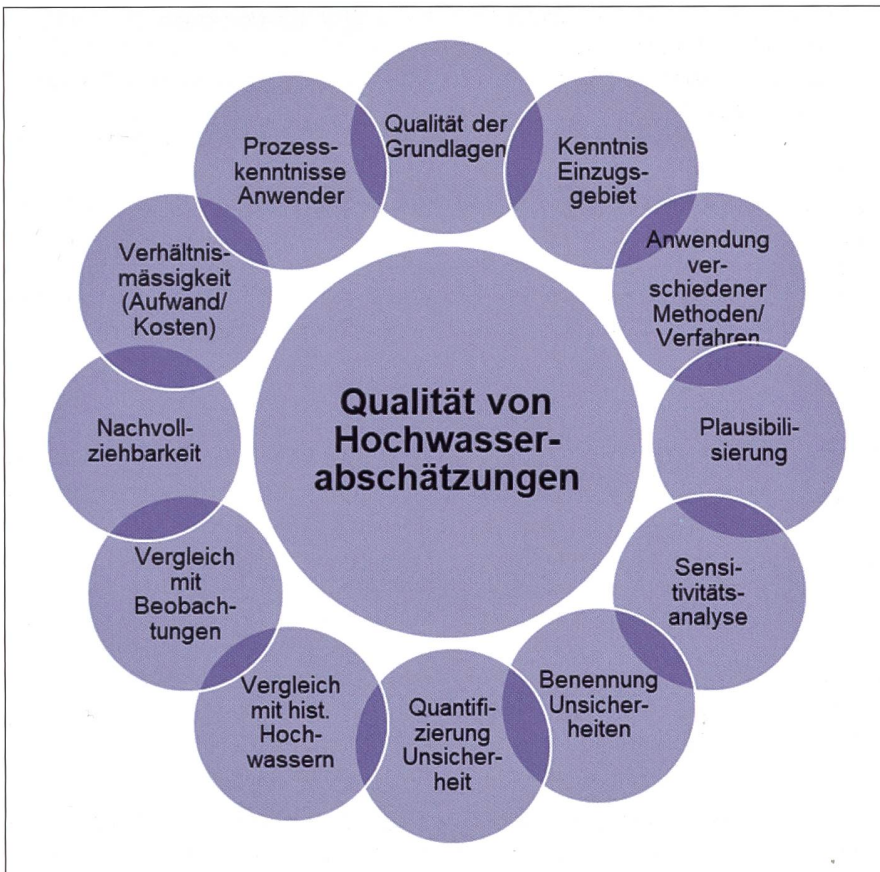 Qualität der
Grundlagen
Kenntnis
Einzugs-
gebiet
Anwendung
ver-
schiedener
Methoden/
Verfahren
Plausibili-
sierung
Sensi-
tivitäts-
analyse
Benennung
Unsicher-
heiten
Quantifi-
zierung
Unsicher-
heit
Vergleich
mit hist.
Hoch-
wassern
Vergleich
mit
Beobach-
tungen
Nachvoll-
ziehbarkeit
Verhältnis-
mässigkeit
(Aufwand/
Kosten)
Prozess-
kenntnisse
Anwender
Qualität von
Hochwasser-
abschätzungen